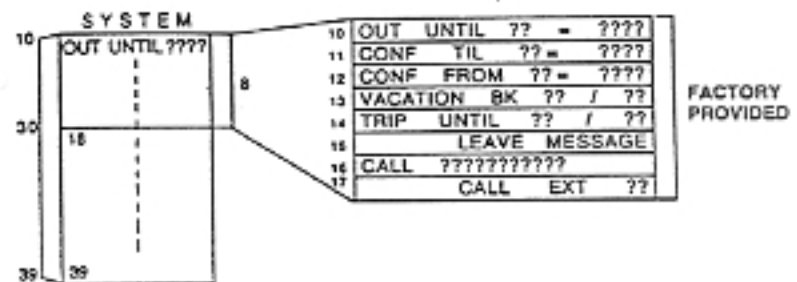 SYSTEM
10 OUT UNTIL ????
8
30 18
39 39
10 OUT UNTIL ?? = ????
11 CONF TIL ?? = ????
12 CONF FROM ?? = ????
13 VACATION BK ?? / ??
14 TRIP UNTIL ?? / ??
15 LEAVE MESSAGE
16 CALL ???????????
17 CALL EXT ??
FACTORY
PROVIDED